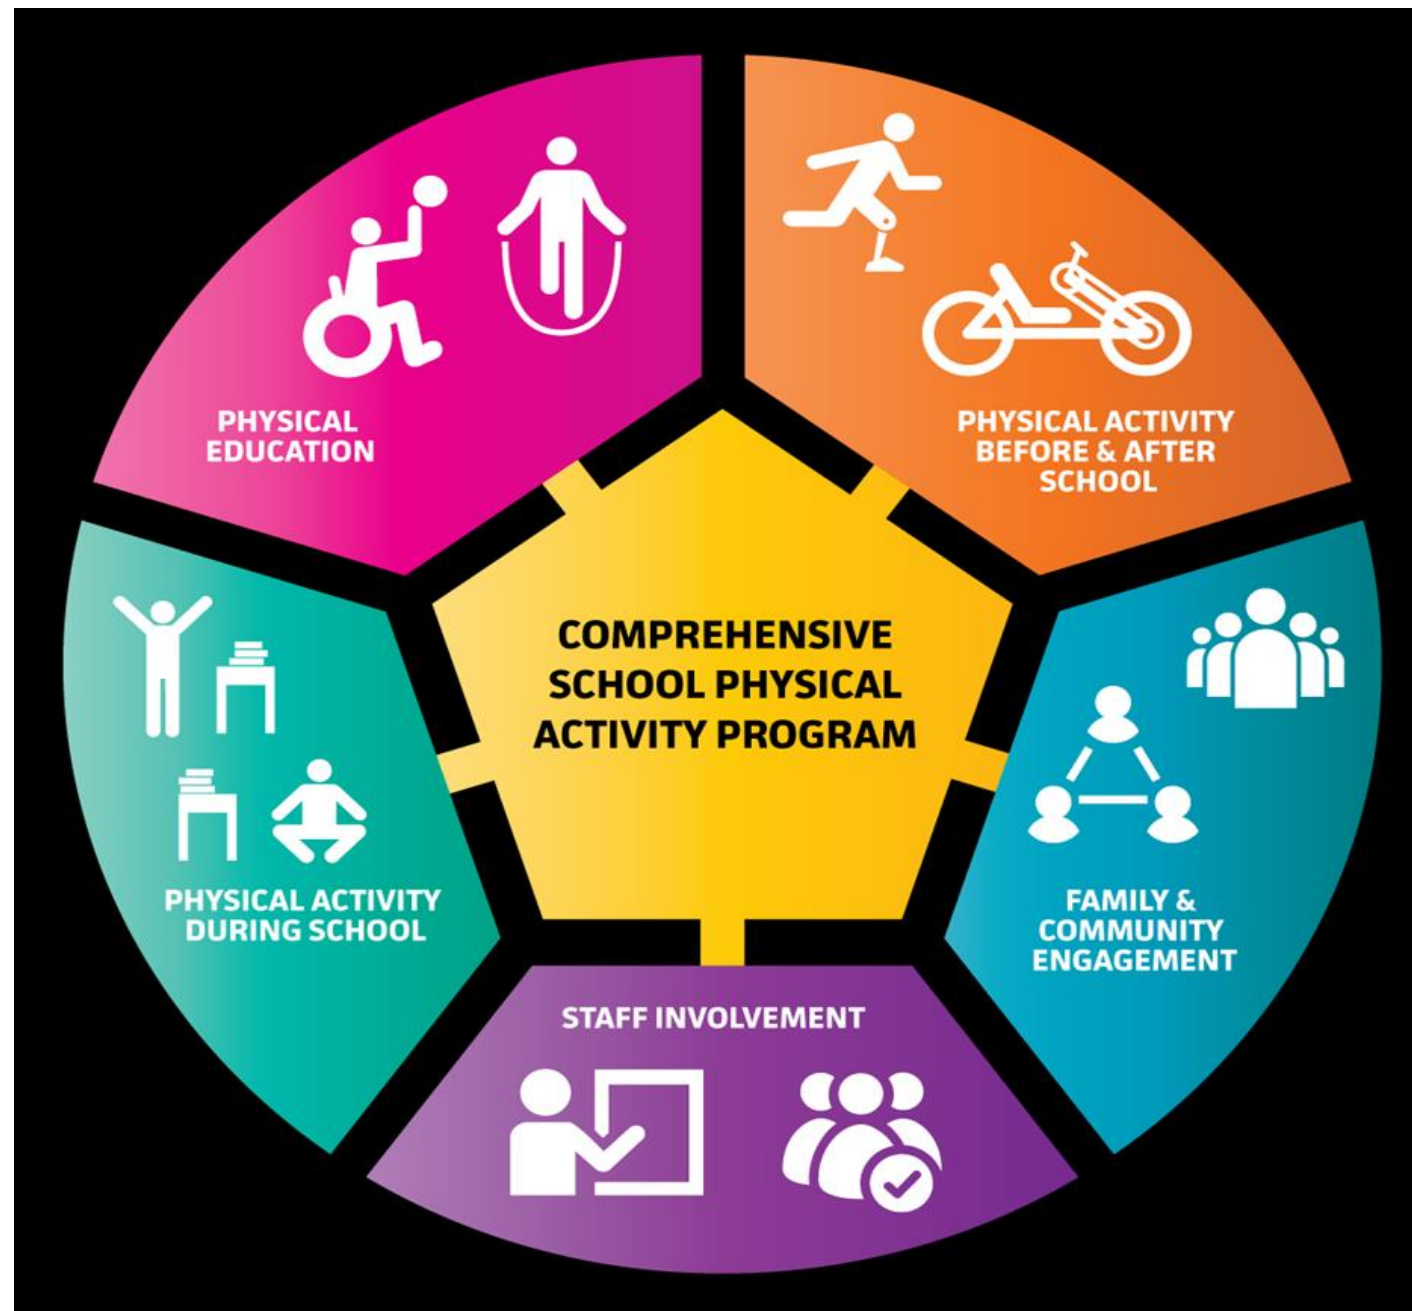 PHYSICAL
EDUCATION
PHYSICAL ACTIVITY
BEFORE & AFTER
SCHOOL
COMPREHENSIVE
SCHOOL PHYSICAL
ACTIVITY PROGRAM
PHYSICAL ACTIVITY
DURING SCHOOL
FAMILY &
COMMUNITY
ENGAGEMENT
STAFF INVOLVEMENT